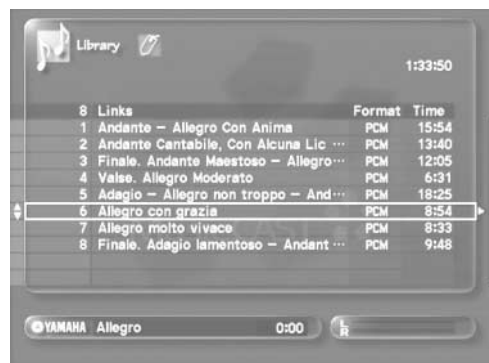 Library
1:33:50
8 Links Format Time
1 Andante – Allegro Con Anima PCM 15:54
2 Andante Cantabile, Con Alcuna Lic ··· PCM 13:40
3 Finale. Andante Maestoso – Allegro··· PCM 12:05
4 Valse. Allegro Moderato PCM 6:31
5 Adagio – Allegro non troppo – And··· PCM 18:25
6 Allegro con grazia PCM 8:54
7 Allegro molto vivace PCM 8:33
8 Finale. Adagio lamentoso – Andant ··· PCM 9:48
YAMAHA Allegro 0:00 L
R